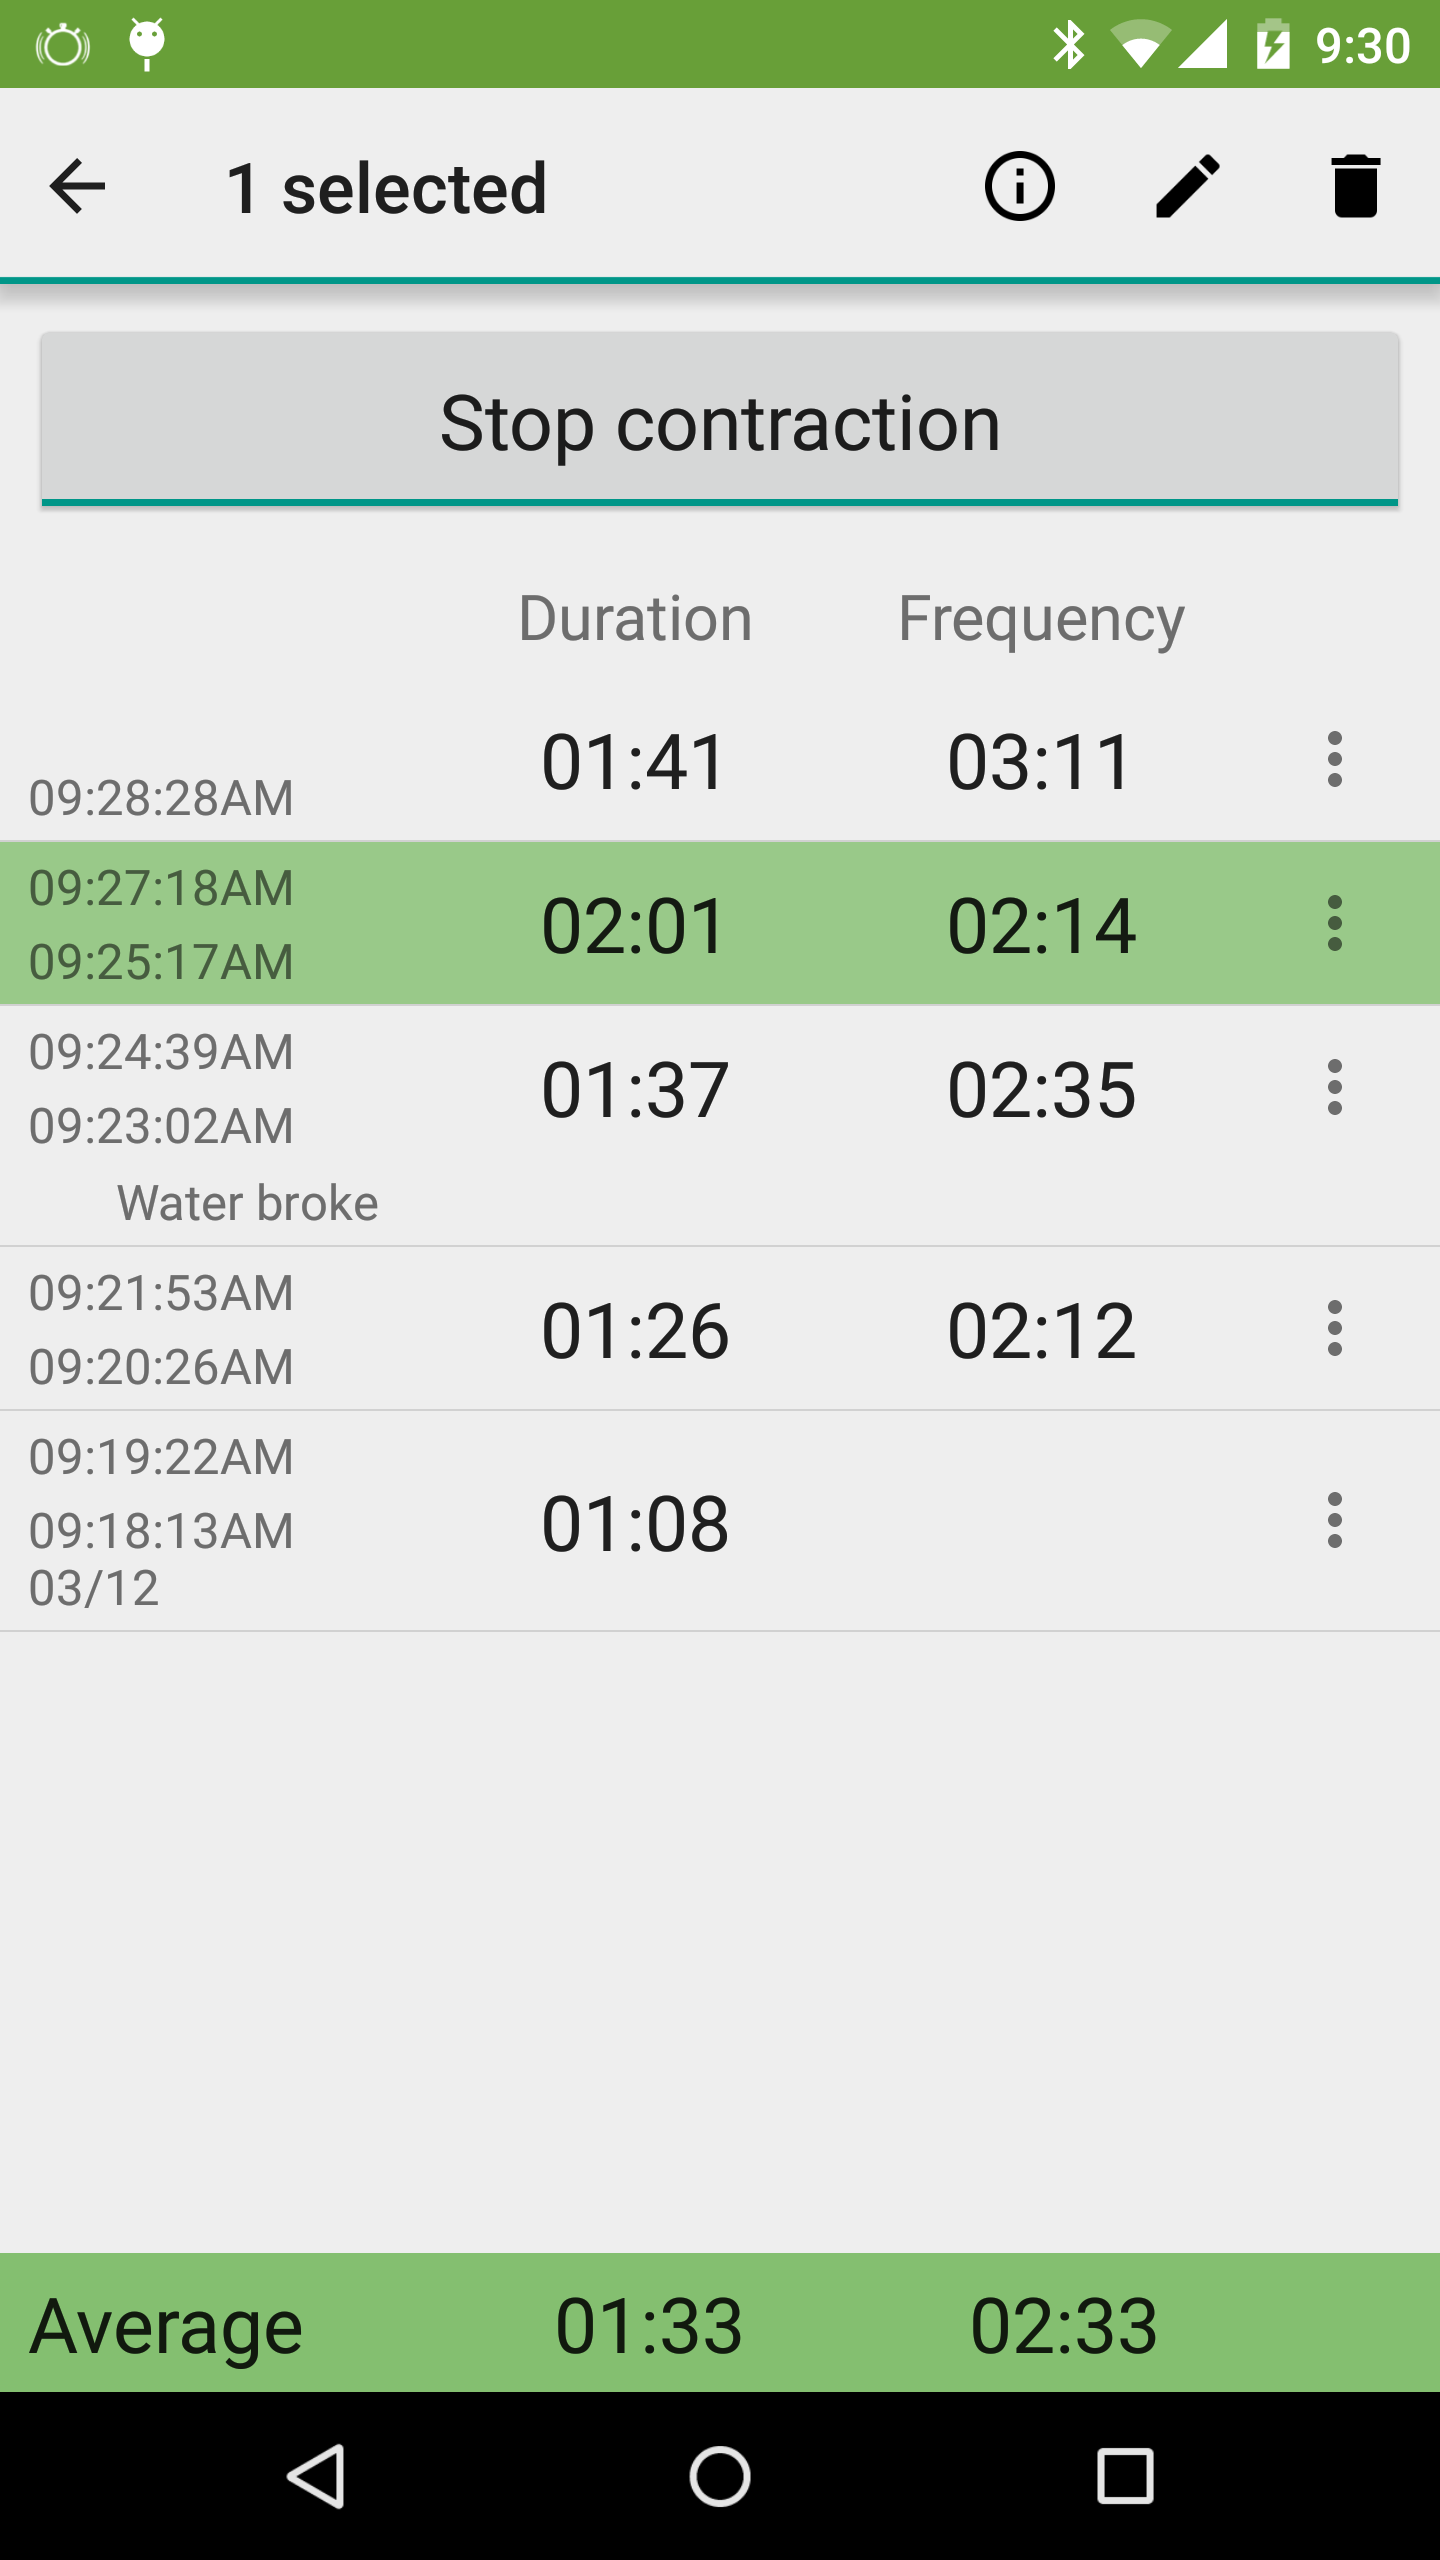 9:30
1 selected
Stop contraction
Duration Frequency
01:41 03:11
09:28:28AM
09:27:18AM
02:01 02:14
09:25:17AM
09:24:39AM
01:37 02:35
09:23:02AM
Water broke
09:21:53AM
01:26 02:12
09:20:26AM
09:19:22AM
01:08
09:18:13AM
03/12
Average 01:33 02:33